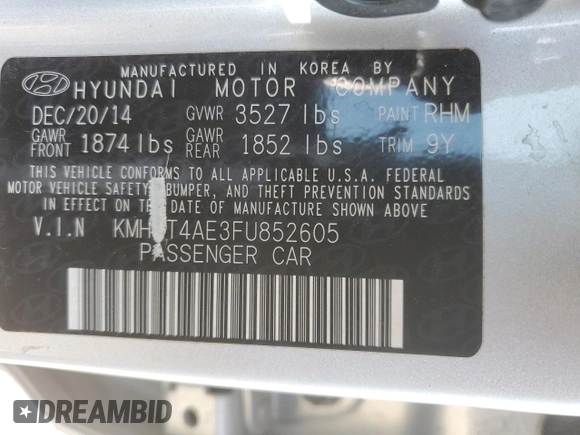 MANUFACTURED IN KOREA BY
HYUNDAI MOTOR COMPANY
DEC/20/14 GVWR 3527 lbs PAINT RHM
GAWR FRONT 1874 lbs GAWR REAR 1852 lbs TRIM 9Y
THIS VEHICLE CONFORMS TO ALL APPLICABLE U.S.A. FEDERAL
MOTOR VEHICLE SAFETY, BUMPER, AND THEFT PREVENTION STANDARDS
IN EFFECT ON THE DATE OF MANUFACTURE SHOWN ABOVE
V.I.N
PASSENGER CAR
DREAMBID